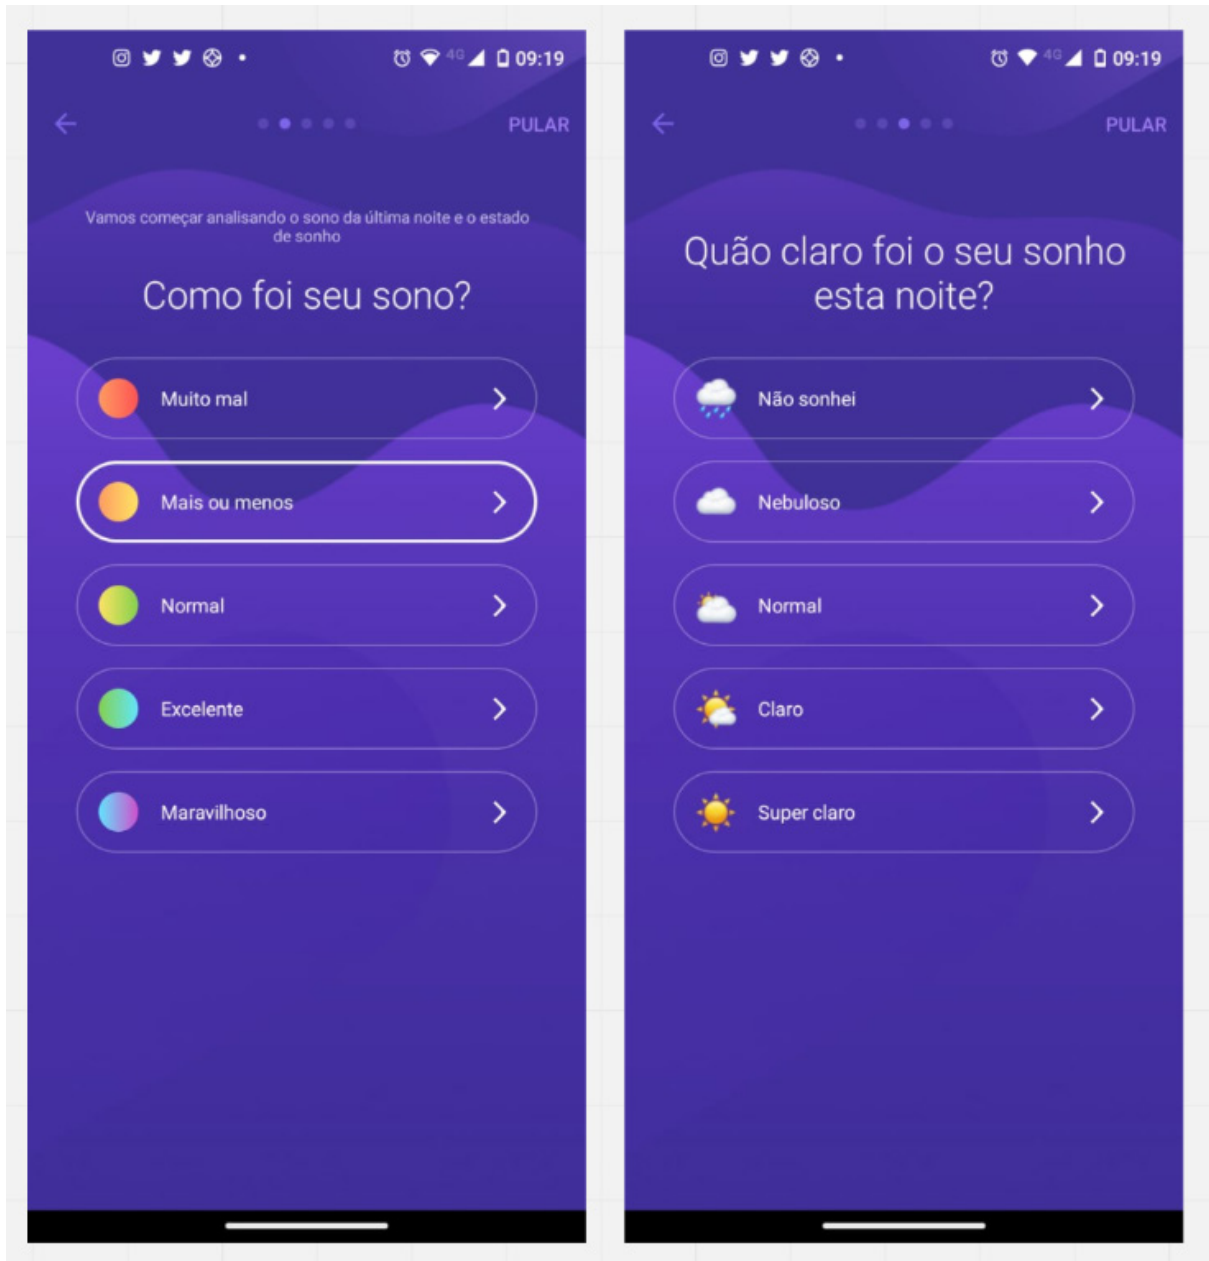 4G 09:19
PULAR
Vamos começar analisando o sono da última noite e o estado
de sonho
Como foi seu sono?
Muito mal
Mais ou menos
Normal
Excelente
Maravilhoso
4G 09:19
PULAR
Quão claro foi o seu sonho
esta noite?
Não sonhei
Nebuloso
Normal
Claro
Super claro